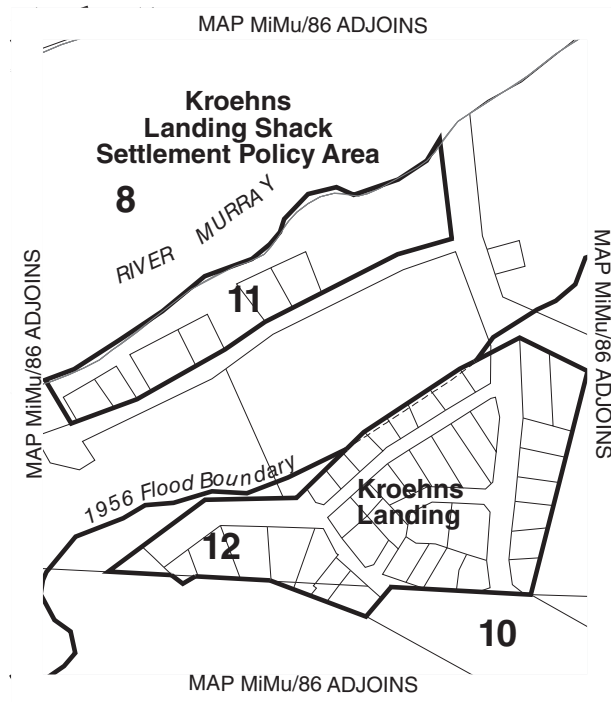 MAP MiMu/86 ADJOINS
Kroehns
Landing Shack
Settlement Policy Area
8
RIVER MURRAY
11
MAP MiMu/86 ADJOINS
MAP MiMu/86 ADJOINS
1956 Flood Boundary
Kroehns
Landing
12
10
MAP MiMu/86 ADJOINS